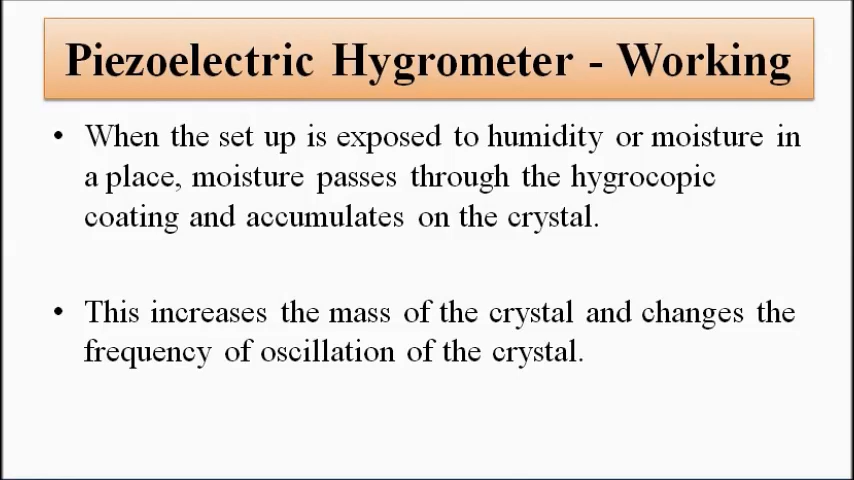 Piezoelectric Hygrometer - Working
• When the set up is exposed to humidity or moisture in
a place, moisture passes through the hygrocopic
coating and accumulates on the crystal.
• This increases the mass of the crystal and changes the
frequency of oscillation of the crystal.